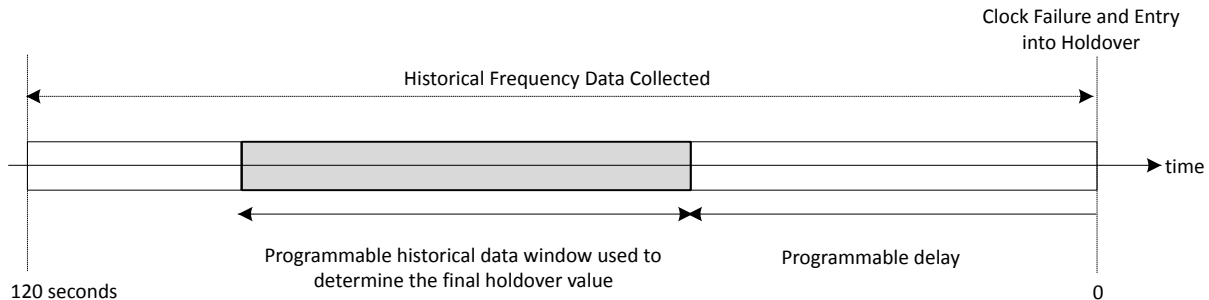 Clock Failure and Entry
into Holdover
Historical Frequency Data Collected
time
Programmable historical data window used to
determine the final holdover value
Programmable delay
120 seconds
0